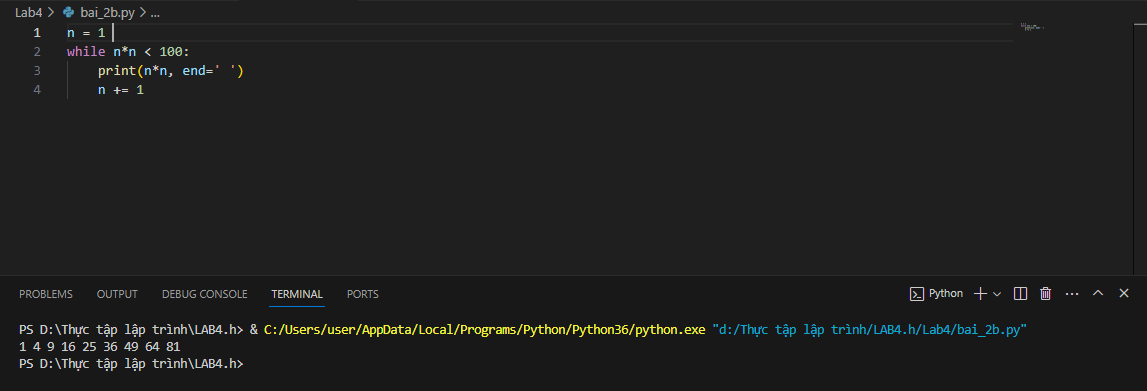 Lab4 > bai_2b.py > ...
1 n = 1
2 while n*n < 100:
3     print(n*n, end=' ')
4     n += 1
PROBLEMS OUTPUT DEBUG CONSOLE TERMINAL PORTS Python
PS D:\Thực tập lập trình\LAB4.h> & C:/Users/user/AppData/Local/Programs/Python/Python36/python.exe "d:/Thực tập lập trình/LAB4.h/Lab4/bai_2b.py"
1 4 9 16 25 36 49 64 81
PS D:\Thực tập lập trình\LAB4.h>